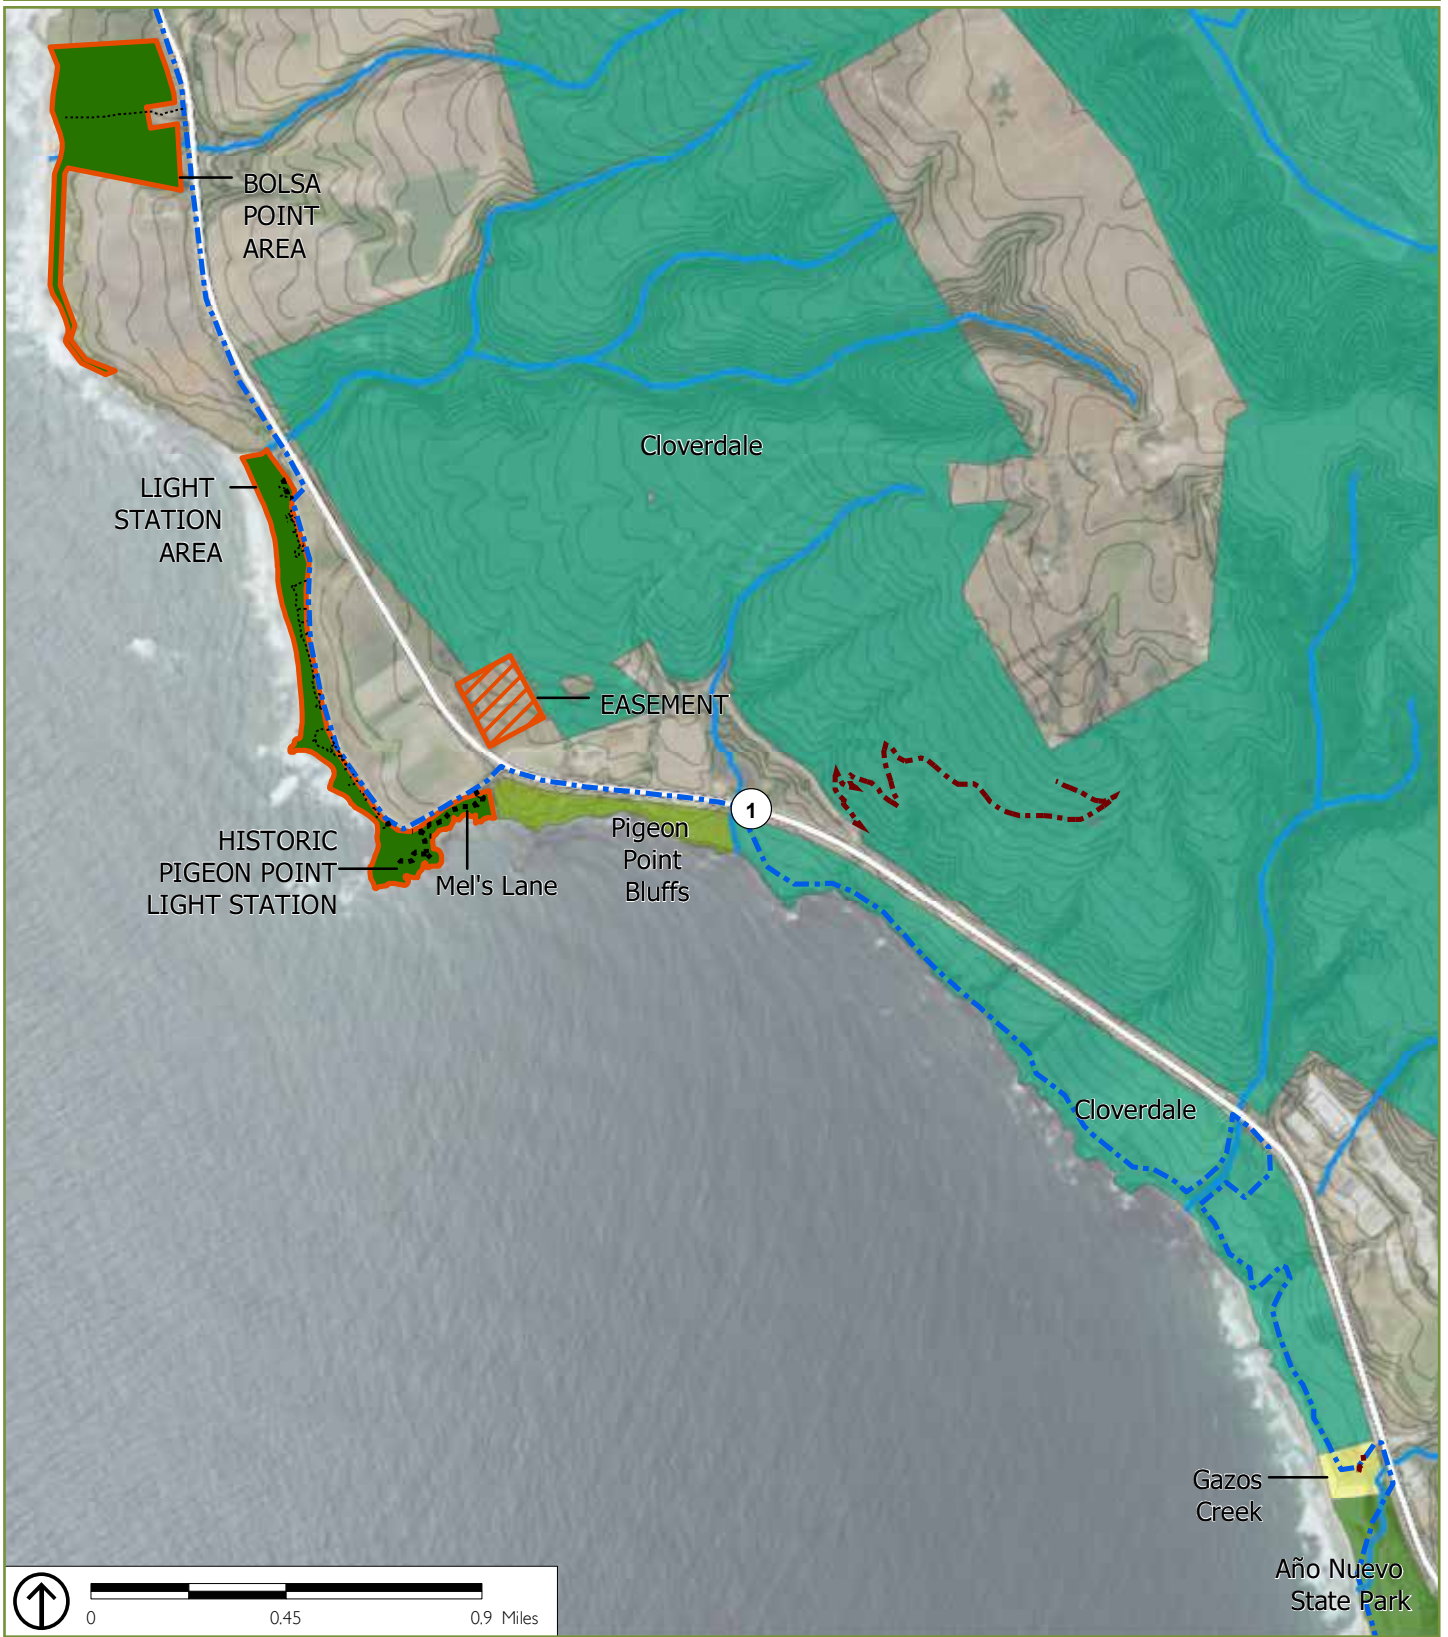 BOLSA
POINT
AREA
Cloverdale
LIGHT
STATION
AREA
EASEMENT
1
HISTORIC
PIGEON POINT
LIGHT STATION
Mel's Lane
Pigeon
Point
Bluffs
Cloverdale
Gazos
Creek
Año Nuevo
State Park
0 0.45 0.9 Miles